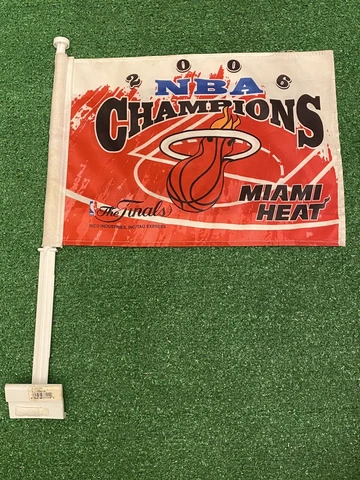 2006
NBA
CHAMPIONS
MIAMI
HEAT
The Finals